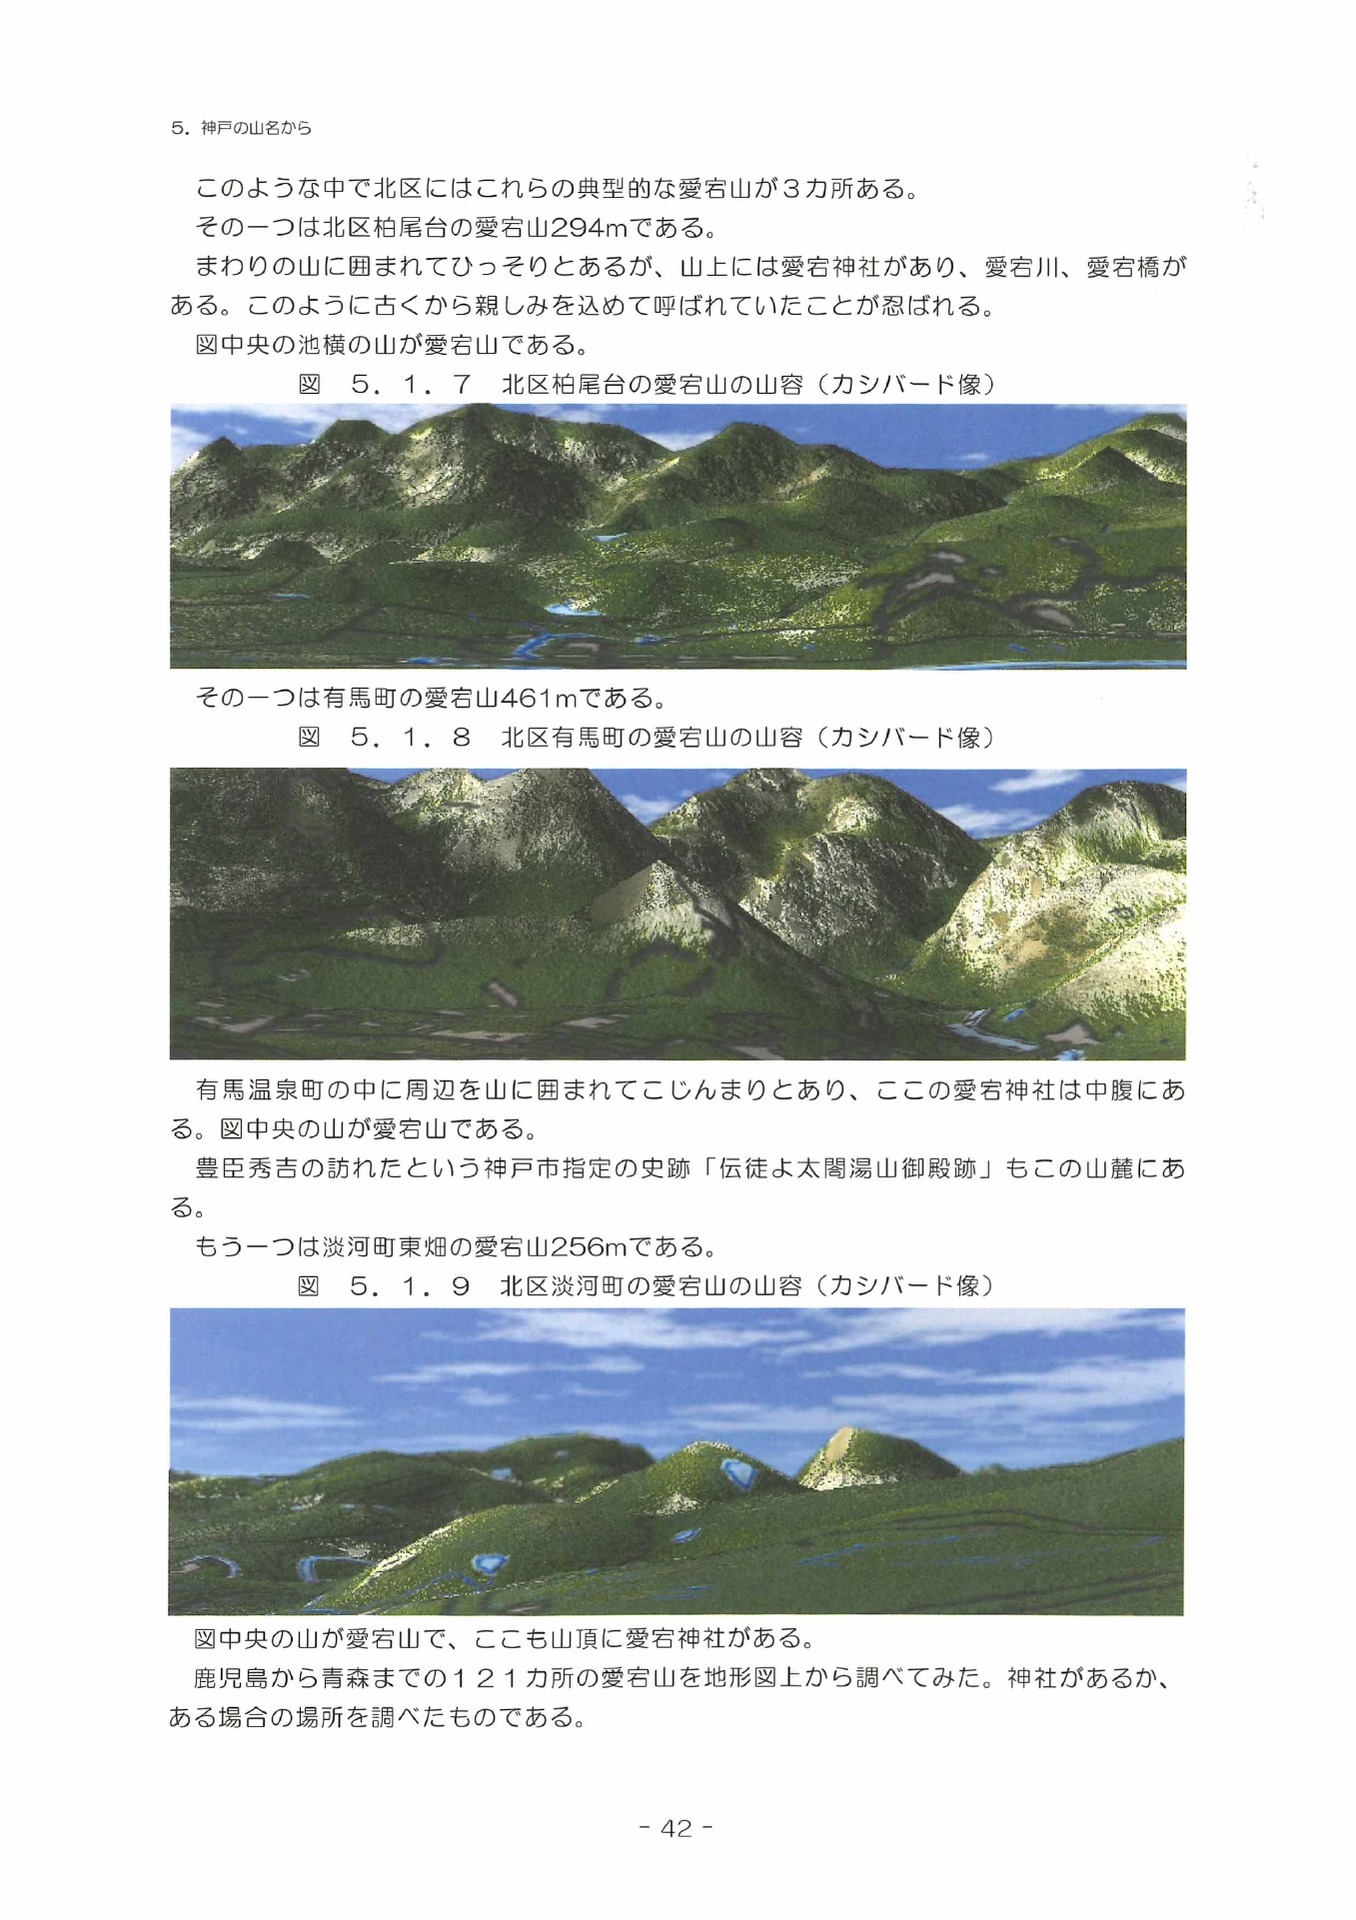 5．神戸の山名から
このような中で北区にはこれらの典型的な愛宕山が３カ所ある。
その一つは北区柏尾台の愛宕山294mである。
まわりの山に囲まれてひっそりとあるが、山上には愛宕神社があり、愛宕川、愛宕橋が
ある。このように古くから親しみを込めて呼ばれていたことが忍ばれる。
図中央の池横の山が愛宕山である。
図　５．１．７　北区柏尾台の愛宕山の山容（カシバード像）
その一つは有馬町の愛宕山461mである。
図　５．１．８　北区有馬町の愛宕山の山容（カシバード像）
有馬温泉町の中に周辺を山に囲まれてこじんまりとあり、ここの愛宕神社は中腹にあ
る。図中央の山が愛宕山である。
豊臣秀吉の訪れたという神戸市指定の史跡「伝徒よ太閤湯山御殿跡」もこの山麓にあ
る。
もう一つは淡河町東畑の愛宕山256mである。
図　５．１．９　北区淡河町の愛宕山の山容（カシバード像）
図中央の山が愛宕山で、ここも山頂に愛宕神社がある。
鹿児島から青森までの１２１カ所の愛宕山を地形図上から調べてみた。神社があるか、
ある場合の場所を調べたものである。
- 42 -